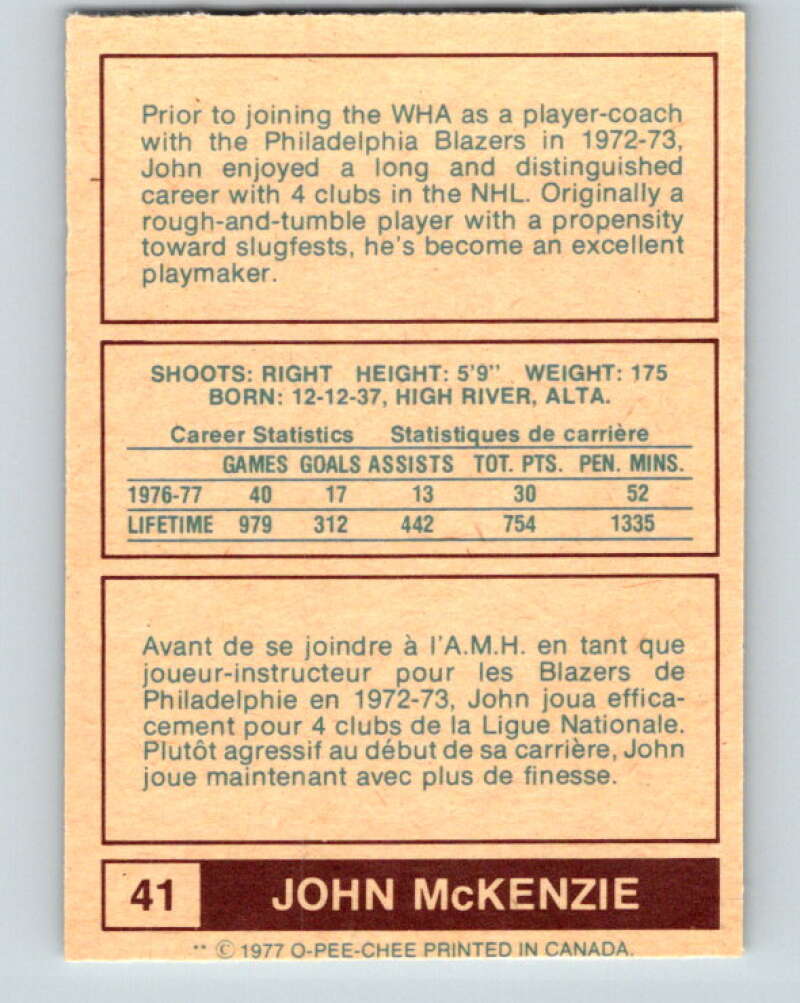 Prior to joining the WHA as a player-coach
with the Philadelphia Blazers in 1972-73,
John enjoyed a long and distinguished
career with 4 clubs in the NHL. Originally a
rough-and-tumble player with a propensity
toward slugfests, he's become an excellent
playmaker.
SHOOTS: RIGHT HEIGHT: 5'9" WEIGHT: 175
BORN: 12-12-37, HIGH RIVER, ALTA.
Career Statistics Statistiques de carrière
GAMES GOALS ASSISTS TOT. PTS. PEN. MINS.
1976-77 40 17 13 30 52
LIFETIME 979 312 442 754 1335
Avant de se joindre à l'A.M.H. en tant que
joueur-instructeur pour les Blazers de
Philadelphie en 1972-73, John joua effica-
cement pour 4 clubs de la Ligue Nationale.
Plutôt agressif au début de sa carrière, John
joue maintenant avec plus de finesse.
41 JOHN McKENZIE
** © 1977 O-PEE-CHEE PRINTED IN CANADA.